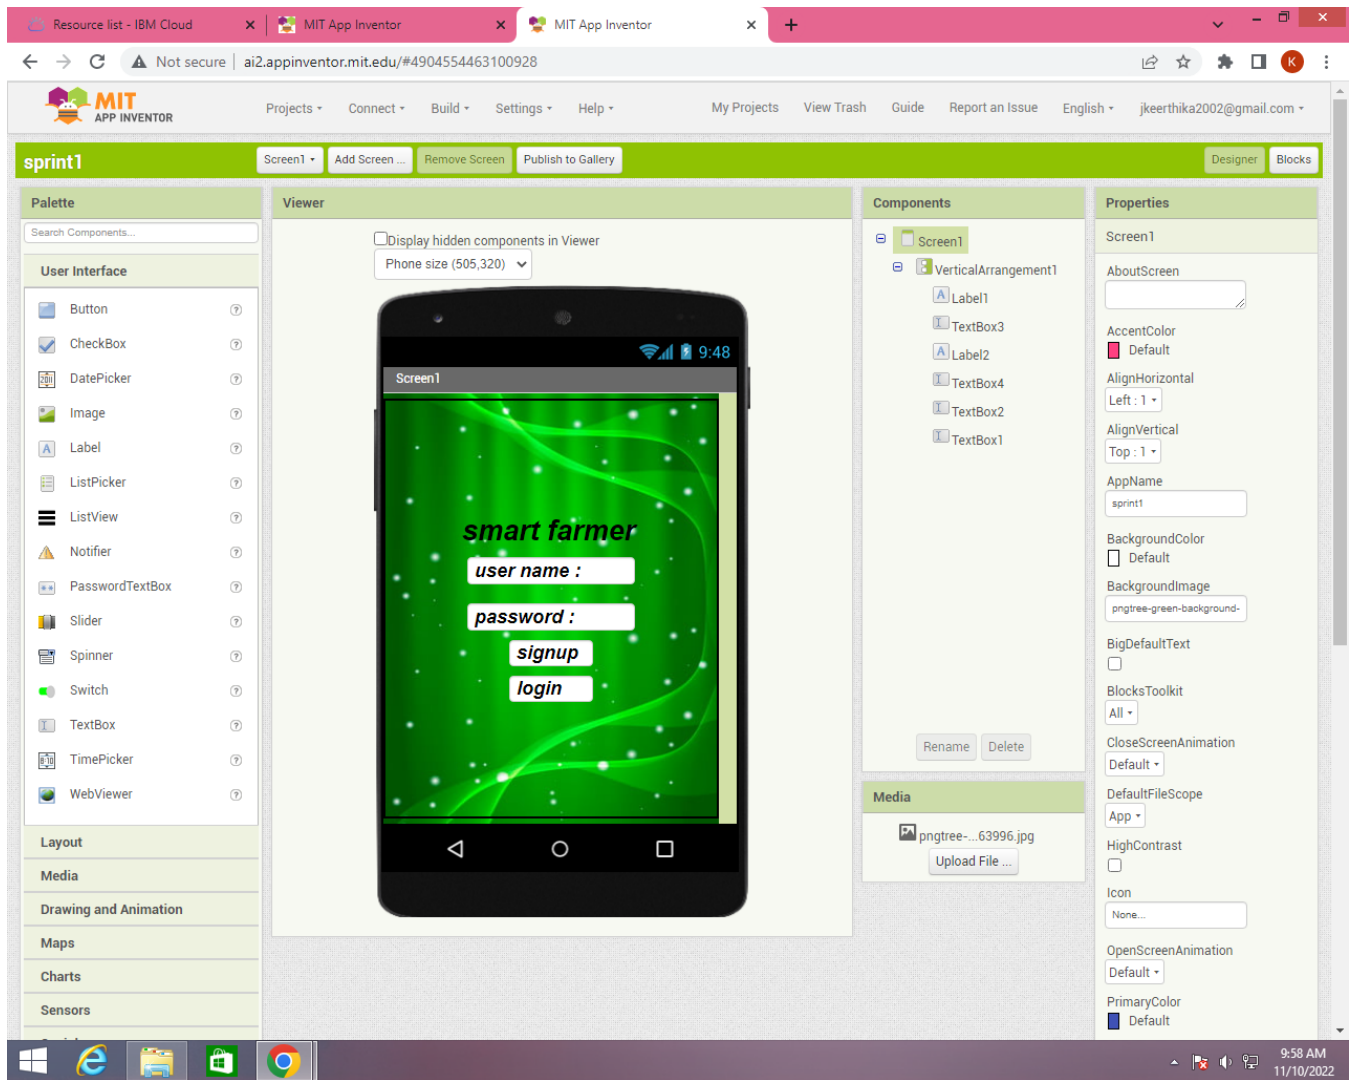 Resource list - IBM Cloud
MIT App Inventor
MIT App Inventor
Not secure
ai2.appinventor.mit.edu/#4904554463100928
K
MIT
APP INVENTOR
Projects
Connect
Build
Settings
Help
My Projects
View Trash
Guide
Report an Issue
English
jkeerthika2002@gmail.com
sprint1
Screen1
Add Screen ...
Remove Screen
Publish to Gallery
Designer
Blocks
Palette
Search Components...
User Interface
Button
CheckBox
DatePicker
Image
Label
ListPicker
ListView
Notifier
PasswordTextBox
Slider
Spinner
Switch
TextBox
TimePicker
WebViewer
Layout
Media
Drawing and Animation
Maps
Charts
Sensors
Viewer
Display hidden components in Viewer
Phone size (505,320)
9:48
Screen1
smart farmer
user name :
password :
signup
login
Components
Screen1
VerticalArrangement1
Label1
TextBox3
Label2
TextBox4
TextBox2
TextBox1
Rename
Delete
Media
pngtree-...63996.jpg
Upload File ...
Properties
Screen1
AboutScreen
AccentColor
Default
AlignHorizontal
Left : 1
AlignVertical
Top : 1
AppName
sprint1
BackgroundColor
Default
BackgroundImage
pngtree-green-background-
BigDefaultText
BlocksToolkit
All
CloseScreenAnimation
Default
DefaultFileScope
App
HighContrast
Icon
None...
OpenScreenAnimation
Default
PrimaryColor
Default
9:58 AM
11/10/2022